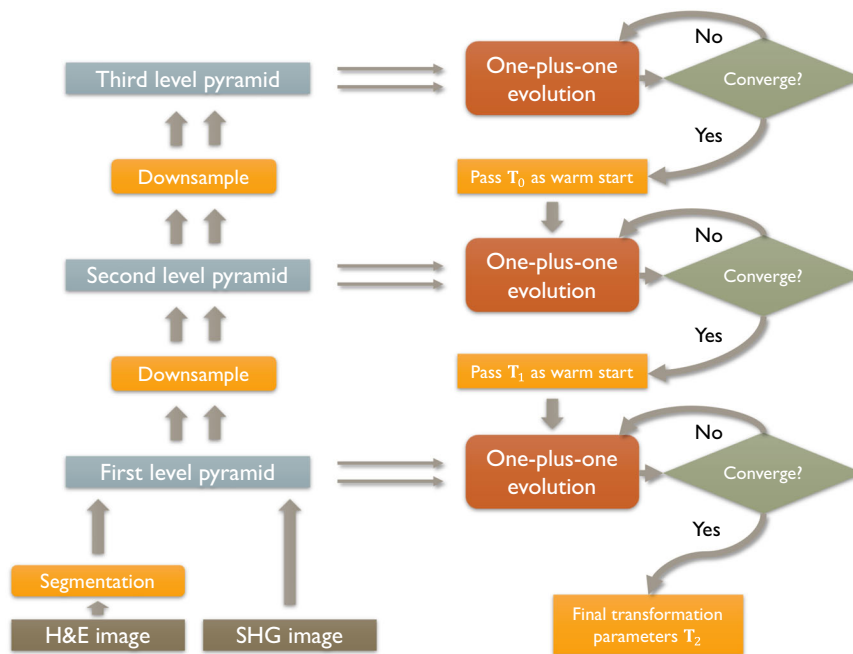 No
Third level pyramid
One-plus-one
evolution
Converge?
Yes
Downsample
Pass T₀ as warm start
No
Second level pyramid
One-plus-one
evolution
Converge?
Yes
Downsample
Pass T₁ as warm start
No
First level pyramid
One-plus-one
evolution
Converge?
Yes
Segmentation
H&E image
SHG image
Final transformation
parameters T₂